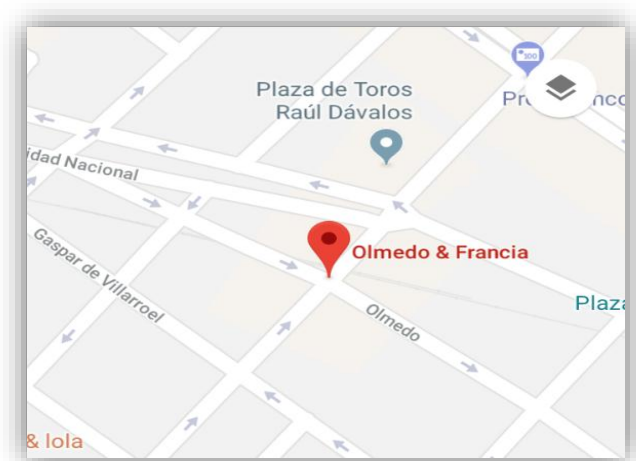 Plaza de Toros
Raúl Dávalos
idad Nacional
Gaspar de Villarroel
Olmedo & Francia
Olmedo
& lola